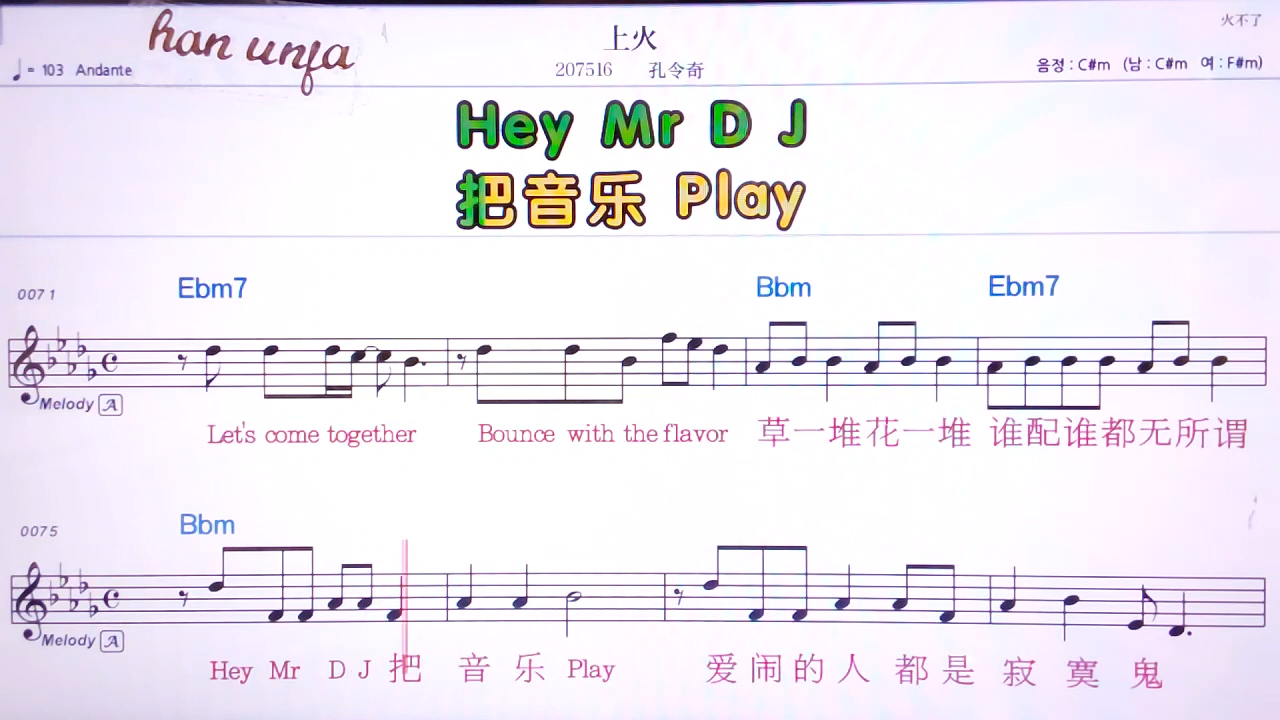 han unfa
上火
火不了
♩= 103 Andante
207516 孔令奇
음정 : C#m (남 : C#m 여 : F#m)
Hey Mr D J
把音乐 Play
0071 Ebm7 Bbm Ebm7
Melody A
Let's come together Bounce with the flavor 草一堆花一堆 谁配谁都无所谓
0075 Bbm
Melody A
Hey Mr D J 把 音 乐 Play 爱 闹 的 人 都 是 寂 寞 鬼